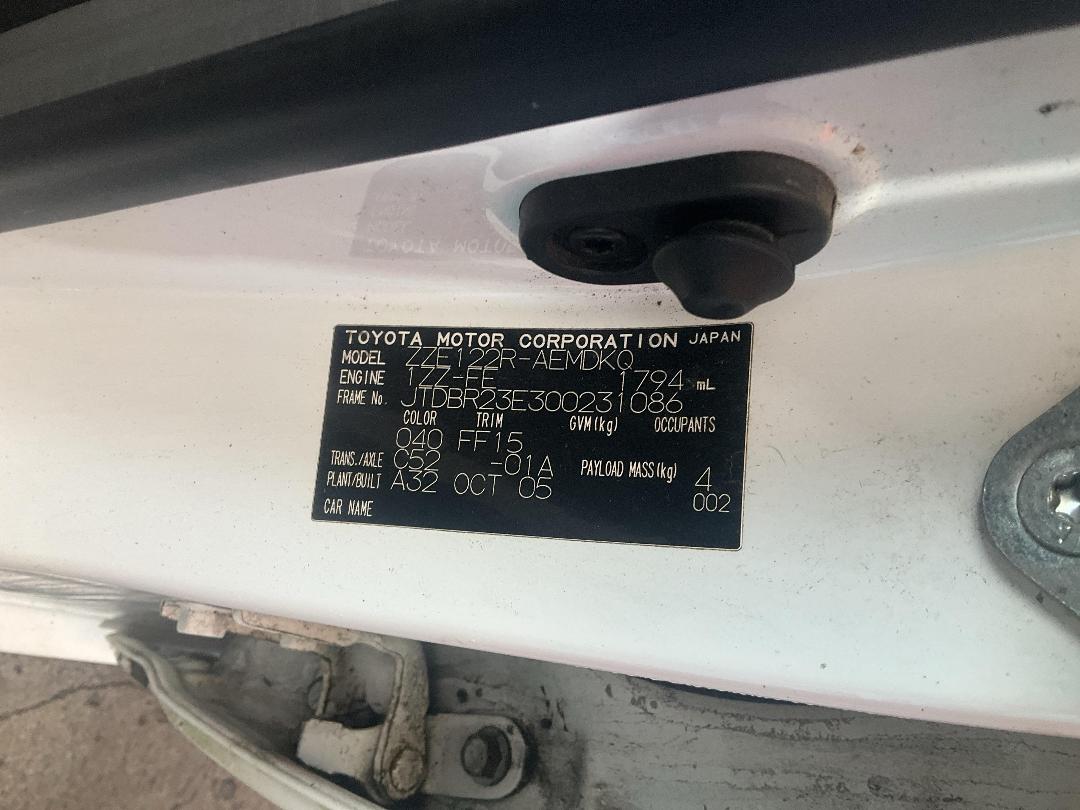 TOYOTA MOTOR CORPORATION JAPAN
MODEL ZZE122R-AEMDKQ
ENGINE 1ZZ-FE 1794 mL
FRAME No. JTDBR23E300231086
COLOR TRIM GVM(kg) OCCUPANTS
040 FF15
TRANS./AXLE C52 -01A PAYLOAD MASS(kg) 4
PLANT/BUILT A32 OCT 05 002
CAR NAME